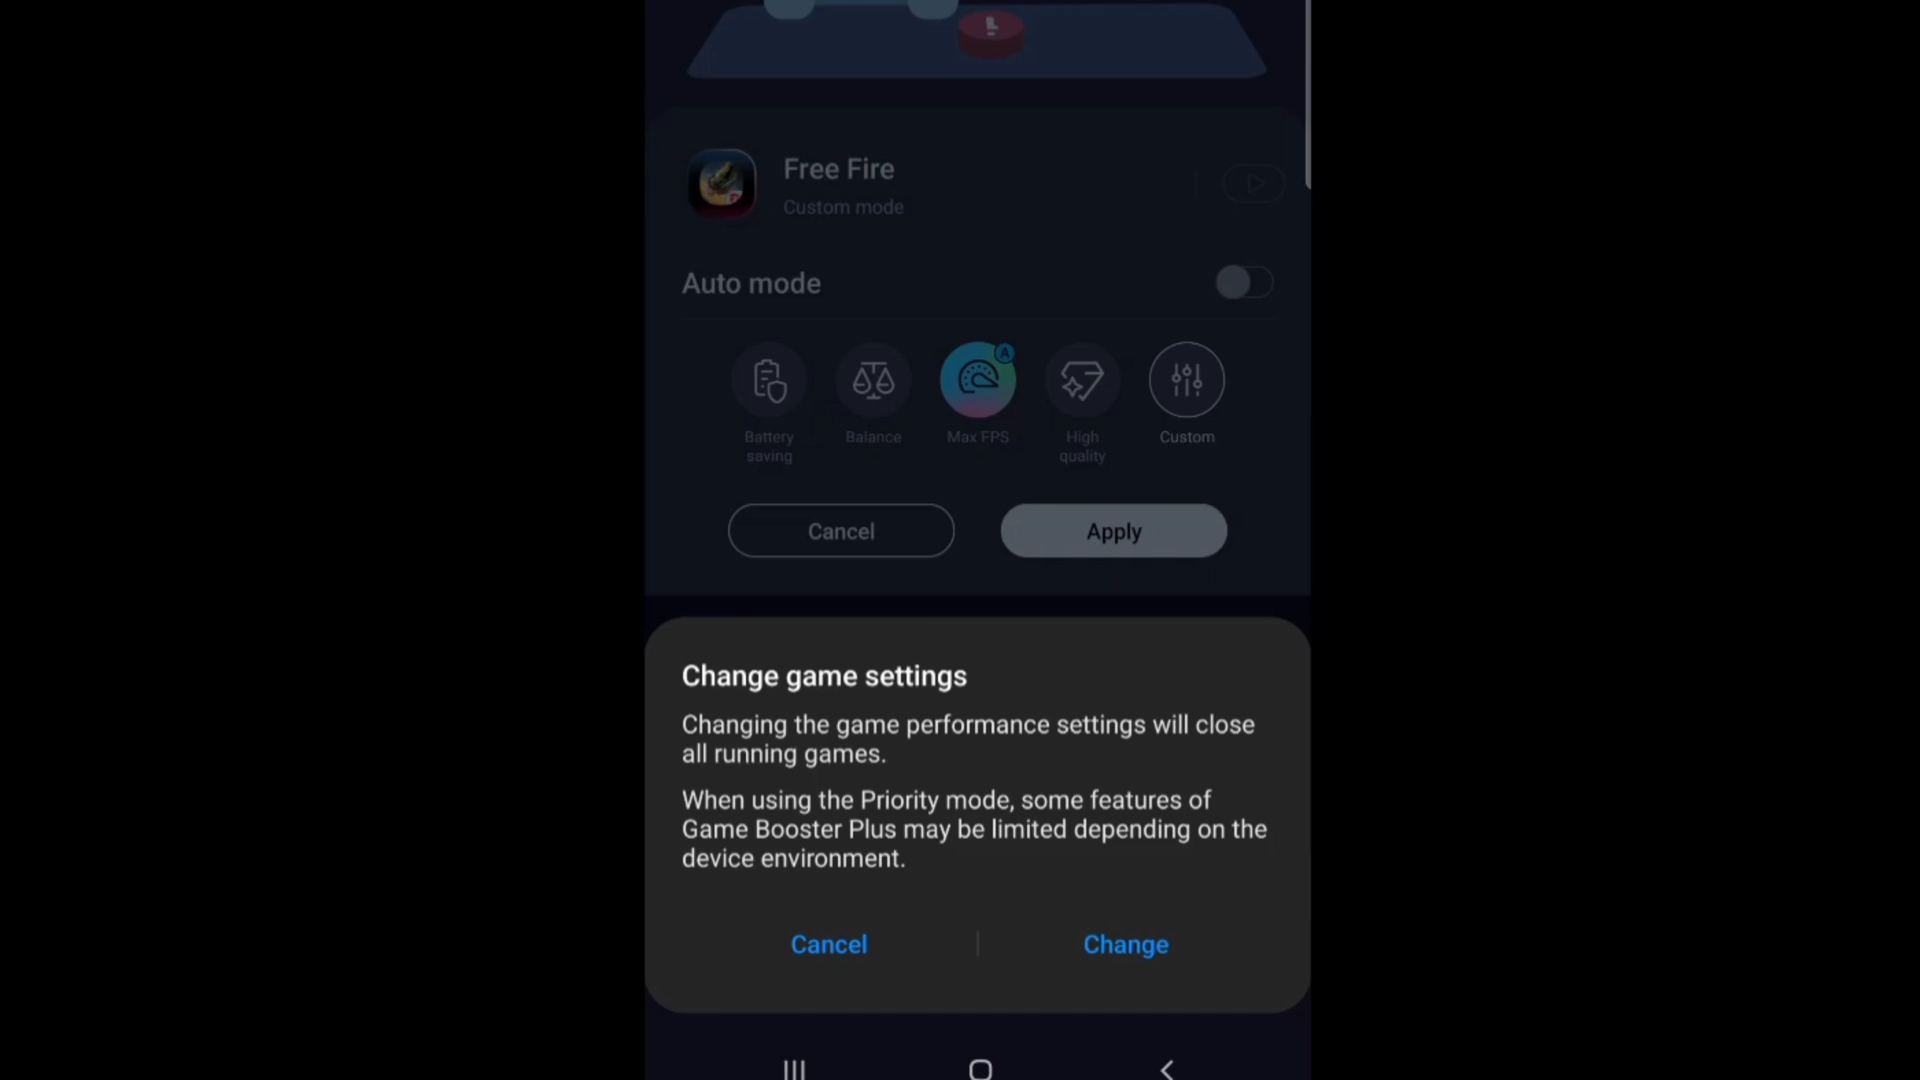 Free Fire
Custom mode
Auto mode
A
Battery
saving
Balance
Max FPS
High
quality
Custom
Cancel
Apply
Change game settings
Changing the game performance settings will close
all running games.
When using the Priority mode, some features of
Game Booster Plus may be limited depending on the
device environment.
Cancel
Change